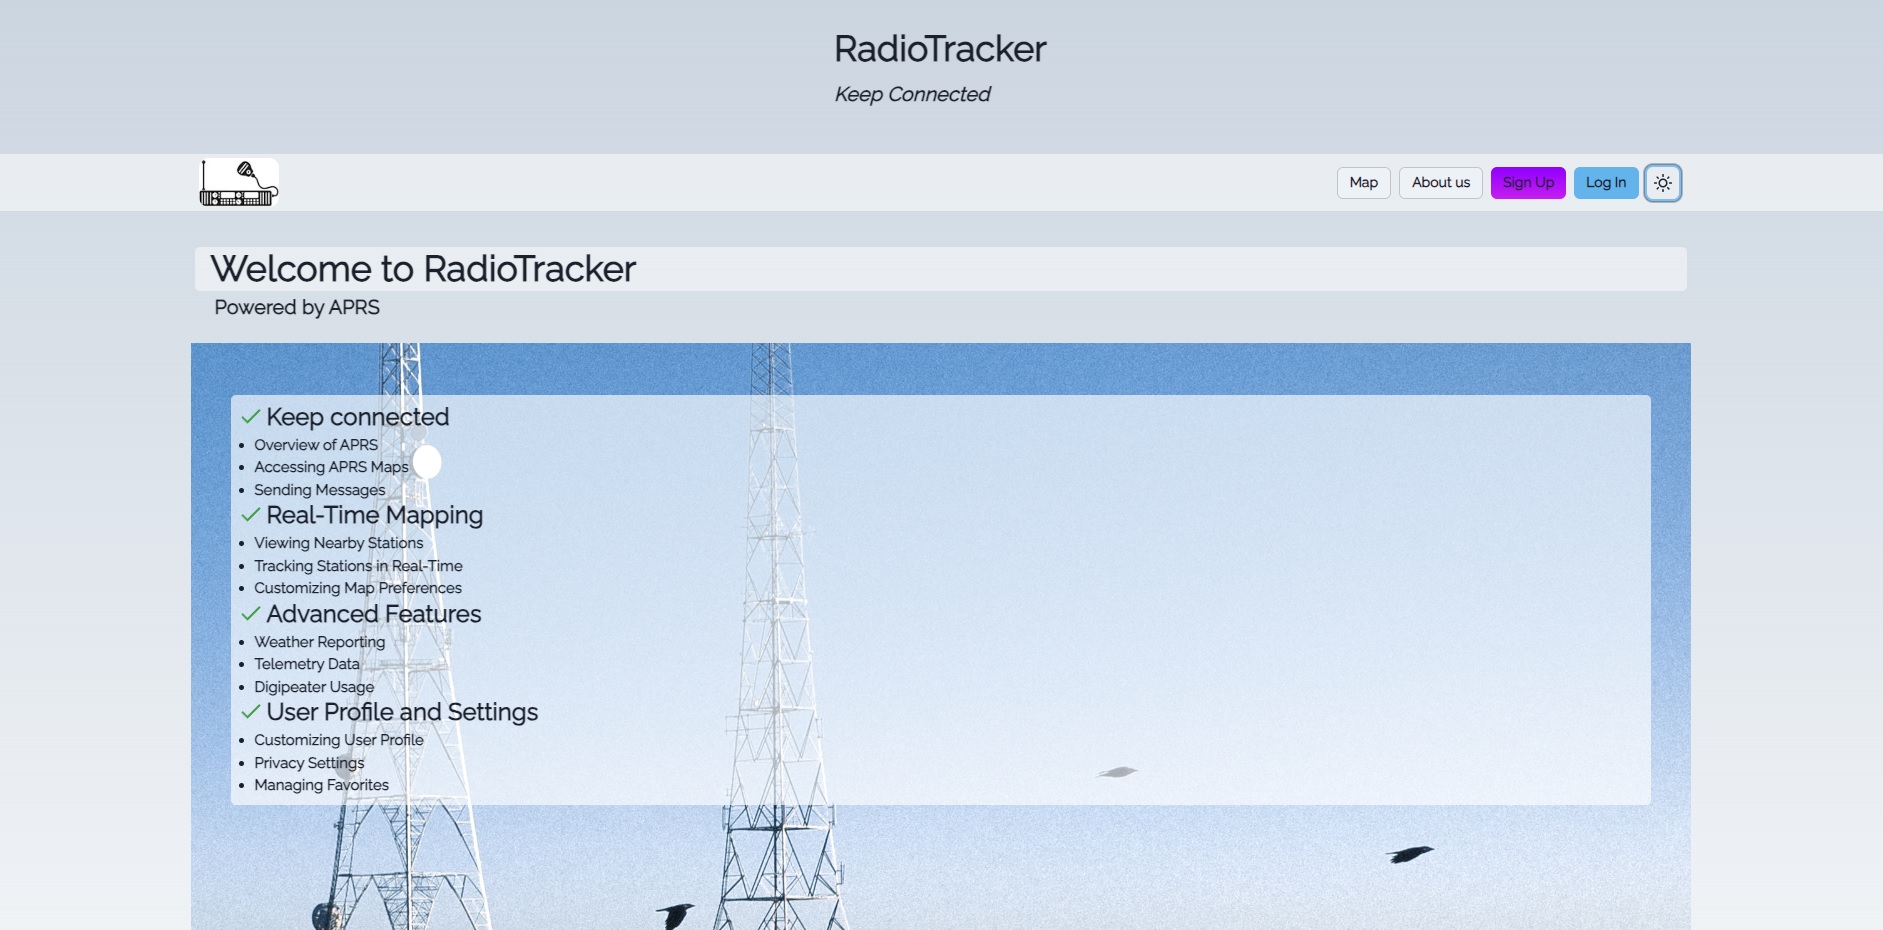 RadioTracker
Keep Connected
Map
About us
Sign Up
Log In
Welcome to RadioTracker
Powered by APRS
Keep connected
Overview of APRS
Accessing APRS Maps
Sending Messages
Real-Time Mapping
Viewing Nearby Stations
Tracking Stations in Real-Time
Customizing Map Preferences
Advanced Features
Weather Reporting
Telemetry Data
Digipeater Usage
User Profile and Settings
Customizing User Profile
Privacy Settings
Managing Favorites